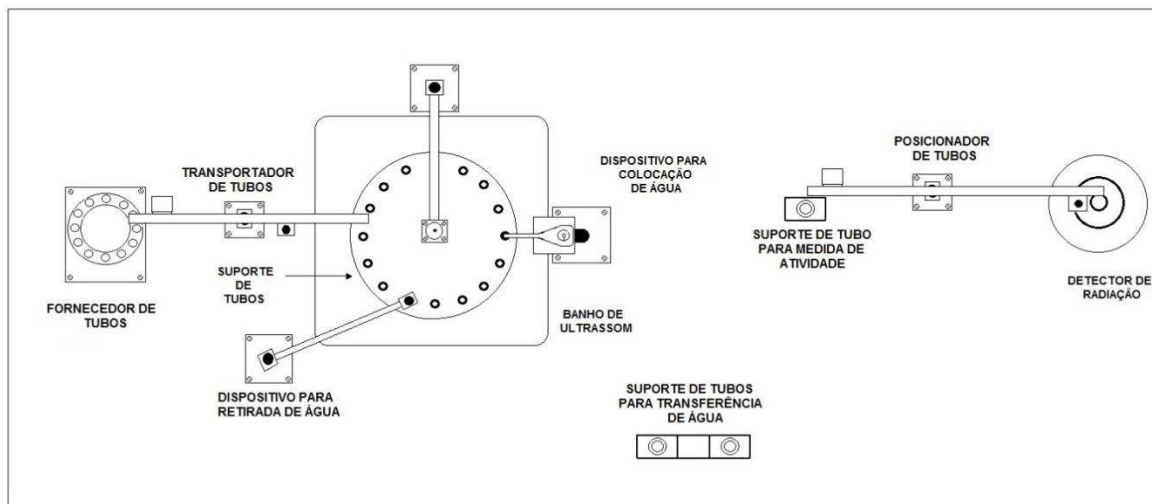 TRANSPORTADOR
DE TUBOS
DISPOSITIVO PARA
COLOCAÇÃO
DE ÁGUA
POSICIONADOR
DE TUBOS
SUPORTE
DE
TUBOS
FORNECEDOR DE
TUBOS
BANHO DE
ULTRASSOM
SUPORTE DE TUBO
PARA MEDIDA DE
ATIVIDADE
DETECTOR DE
RADIAÇÃO
DISPOSITIVO PARA
RETIRADA DE ÁGUA
SUPORTE DE TUBOS
PARA TRANSFERÊNCIA
DE ÁGUA